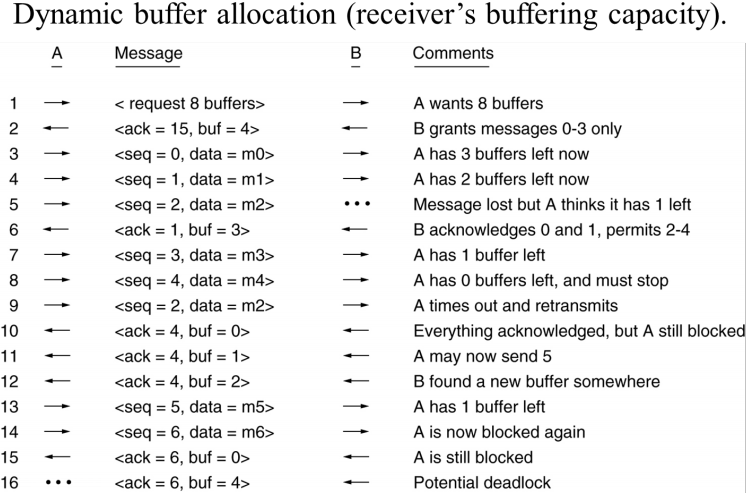 Dynamic buffer allocation (receiver's buffering capacity).
A Message B Comments
1 → < request 8 buffers> → A wants 8 buffers
2 ← <ack = 15, buf = 4> ← B grants messages 0-3 only
3 → <seq = 0, data = m0> → A has 3 buffers left now
4 → <seq = 1, data = m1> → A has 2 buffers left now
5 → <seq = 2, data = m2> ••• Message lost but A thinks it has 1 left
6 ← <ack = 1, buf = 3> ← B acknowledges 0 and 1, permits 2-4
7 → <seq = 3, data = m3> → A has 1 buffer left
8 → <seq = 4, data = m4> → A has 0 buffers left, and must stop
9 → <seq = 2, data = m2> → A times out and retransmits
10 ← <ack = 4, buf = 0> ← Everything acknowledged, but A still blocked
11 ← <ack = 4, buf = 1> ← A may now send 5
12 ← <ack = 4, buf = 2> ← B found a new buffer somewhere
13 → <seq = 5, data = m5> → A has 1 buffer left
14 → <seq = 6, data = m6> → A is now blocked again
15 ← <ack = 6, buf = 0> ← A is still blocked
16 ••• <ack = 6, buf = 4> ← Potential deadlock